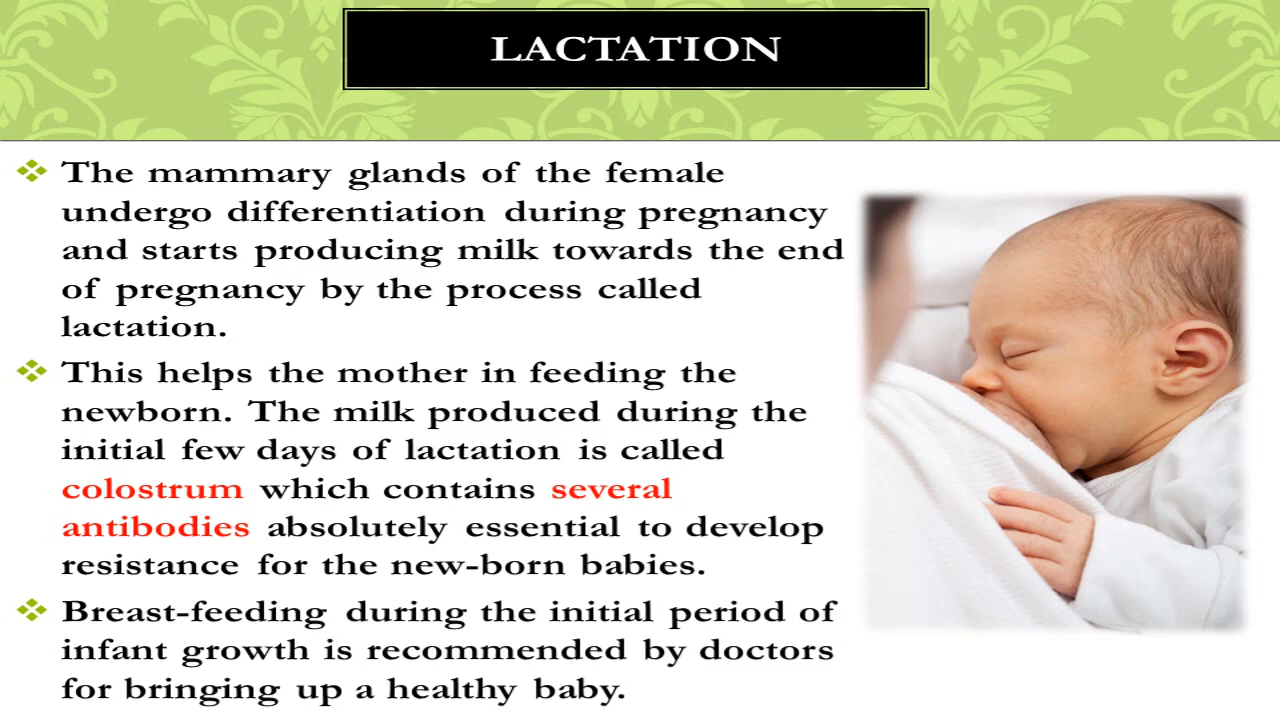 LACTATION
The mammary glands of the female
undergo differentiation during pregnancy
and starts producing milk towards the end
of pregnancy by the process called
lactation.
This helps the mother in feeding the
newborn. The milk produced during the
initial few days of lactation is called
colostrum which contains several
antibodies absolutely essential to develop
resistance for the new-born babies.
Breast-feeding during the initial period of
infant growth is recommended by doctors
for bringing up a healthy baby.